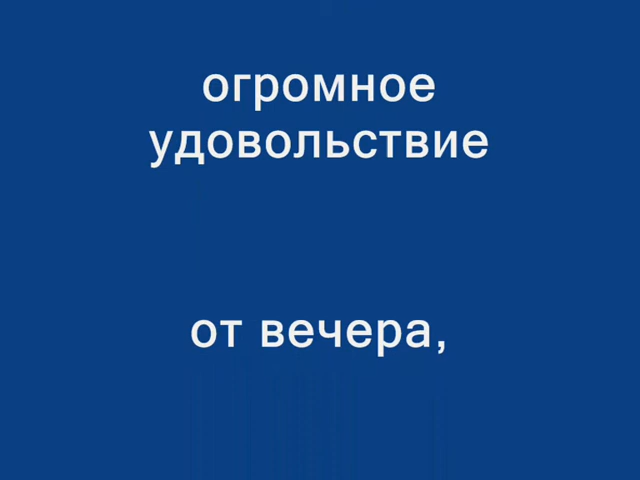 огромное
удовольствие
от вечера,